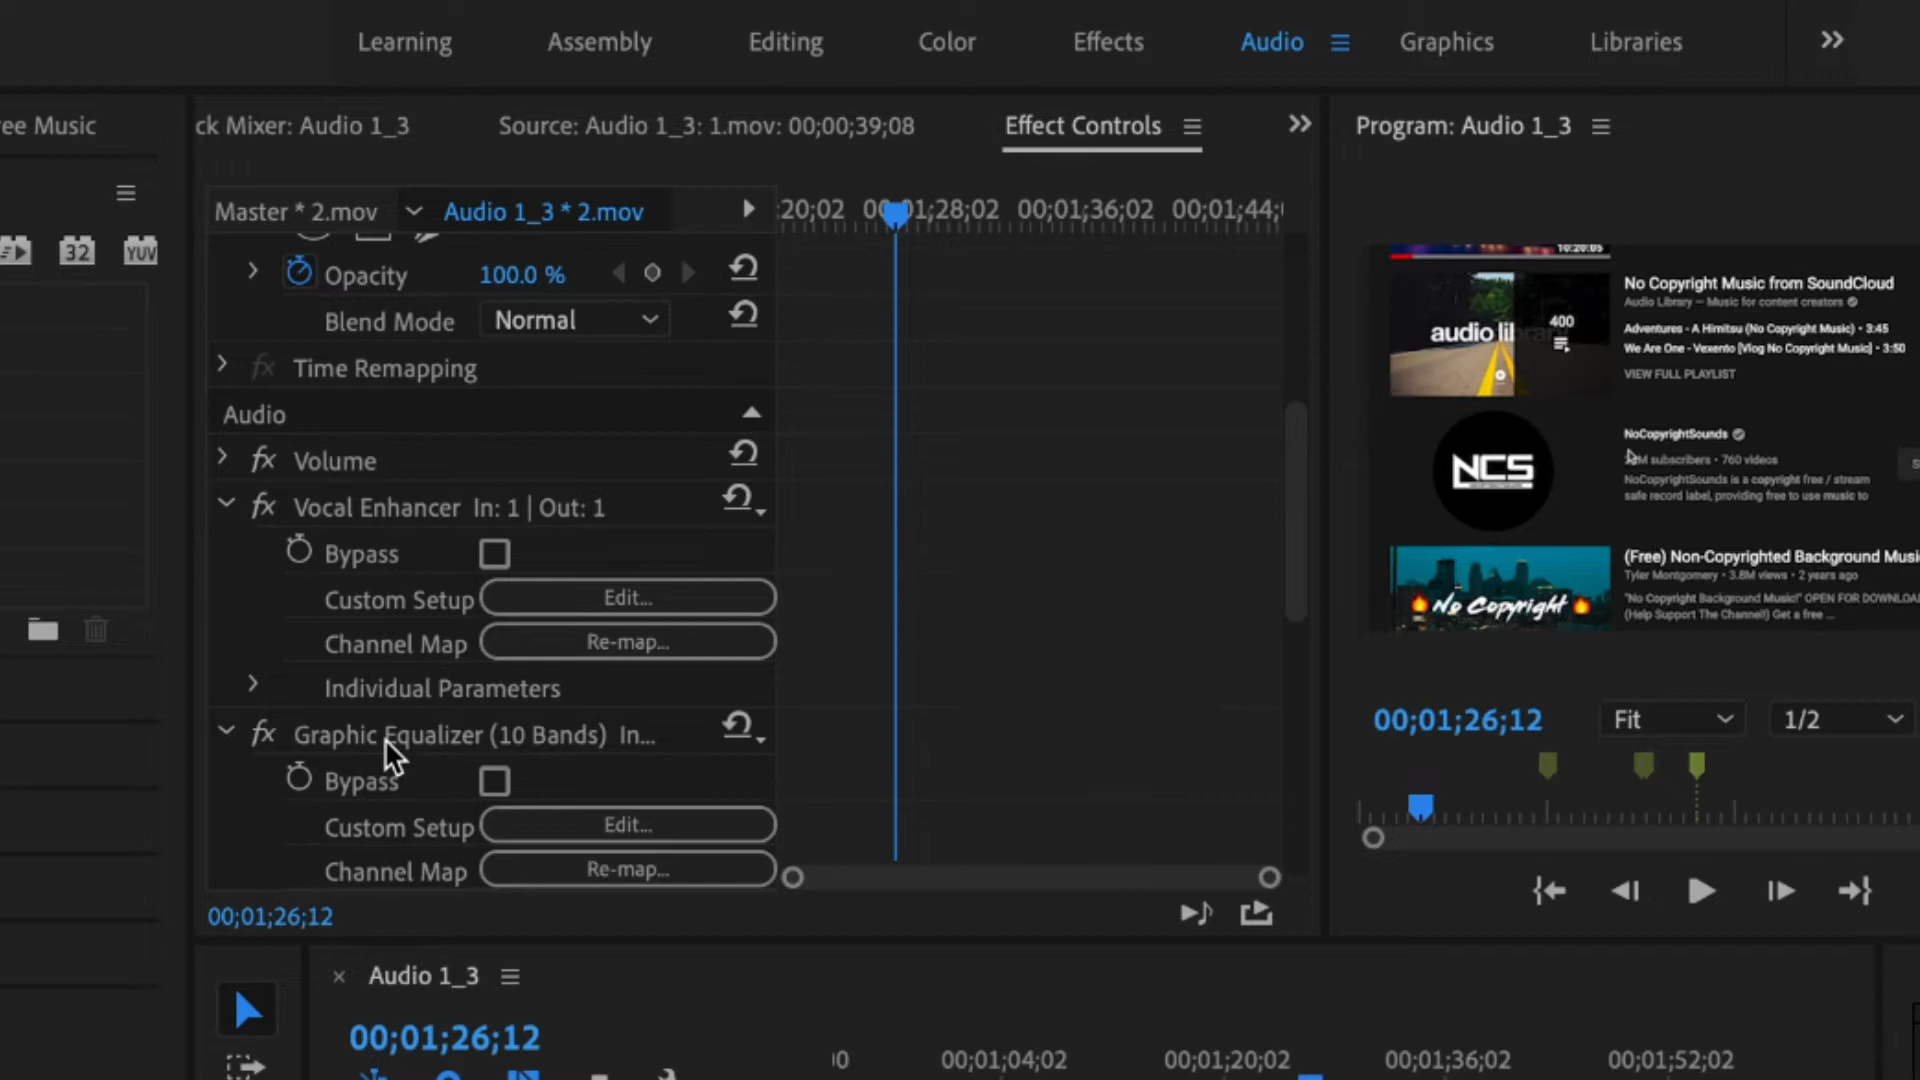 Learning Assembly Editing Color Effects Audio Graphics Libraries
ee Music
ck Mixer: Audio 1_3
Source: Audio 1_3: 1.mov: 00;00;39;08
Effect Controls
Program: Audio 1_3
Master * 2.mov
Audio 1_3 * 2.mov
:20;02 00;01;28;02 00;01;36;02 00;01;44;
32 YUV
Opacity 100.0 %
Blend Mode Normal
fx Time Remapping
Audio
fx Volume
fx Vocal Enhancer In: 1 | Out: 1
Bypass
Custom Setup Edit...
Channel Map Re-map...
Individual Parameters
fx Graphic Equalizer (10 Bands) In...
Bypass
Custom Setup Edit...
Channel Map Re-map...
00;01;26;12
10:20:05
audio li
400
No Copyright Music from SoundCloud
Audio Library — Music for content creators
Adventures - A Himitsu (No Copyright Music) • 3:45
We Are One - Vexento [Vlog No Copyright Music] • 3:50
VIEW FULL PLAYLIST
NCS
NoCopyrightSounds
M subscribers • 760 videos
NoCopyrightSounds is a copyright free / stream
safe record label, providing free to use music to
No Copyright
(Free) Non-Copyrighted Background Musi
Tyler Montgomery • 3.8M views • 2 years ago
"No Copyright Background Music!" OPEN FOR DOWNLOA
(Help Support The Channel!) Get a free ...
00;01;26;12 Fit 1/2
Audio 1_3
00;01;26;12
00 00;01;04;02 00;01;20;02 00;01;36;02 00;01;52;02